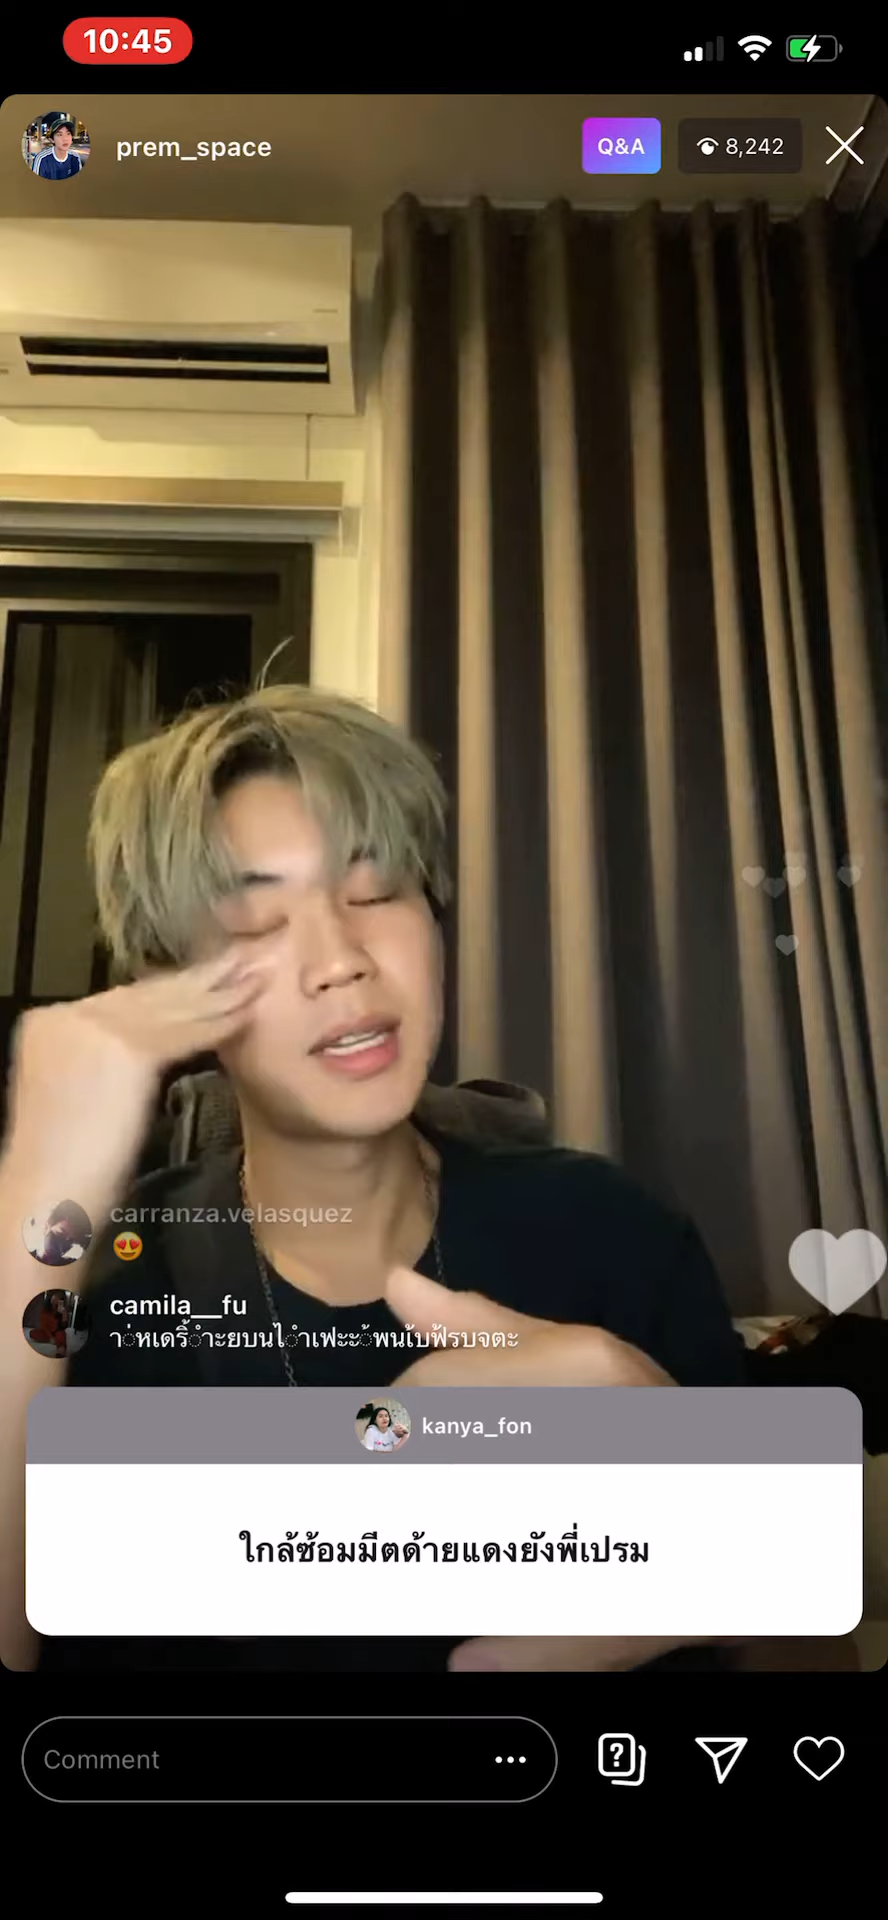 10:45
prem_space
Q&A
8,242
carranza.velasquez
😍
camila__fu
kanya_fon
ใกล้ซ้อมมีตด้ายแดงยังพี่เปรม
Comment